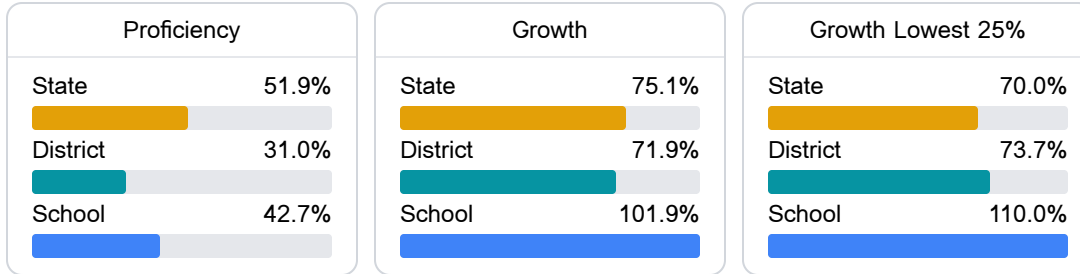 Proficiency
State 51.9%
District 31.0%
School 42.7%
Growth
State 75.1%
District 71.9%
School 101.9%
Growth Lowest 25%
State 70.0%
District 73.7%
School 110.0%